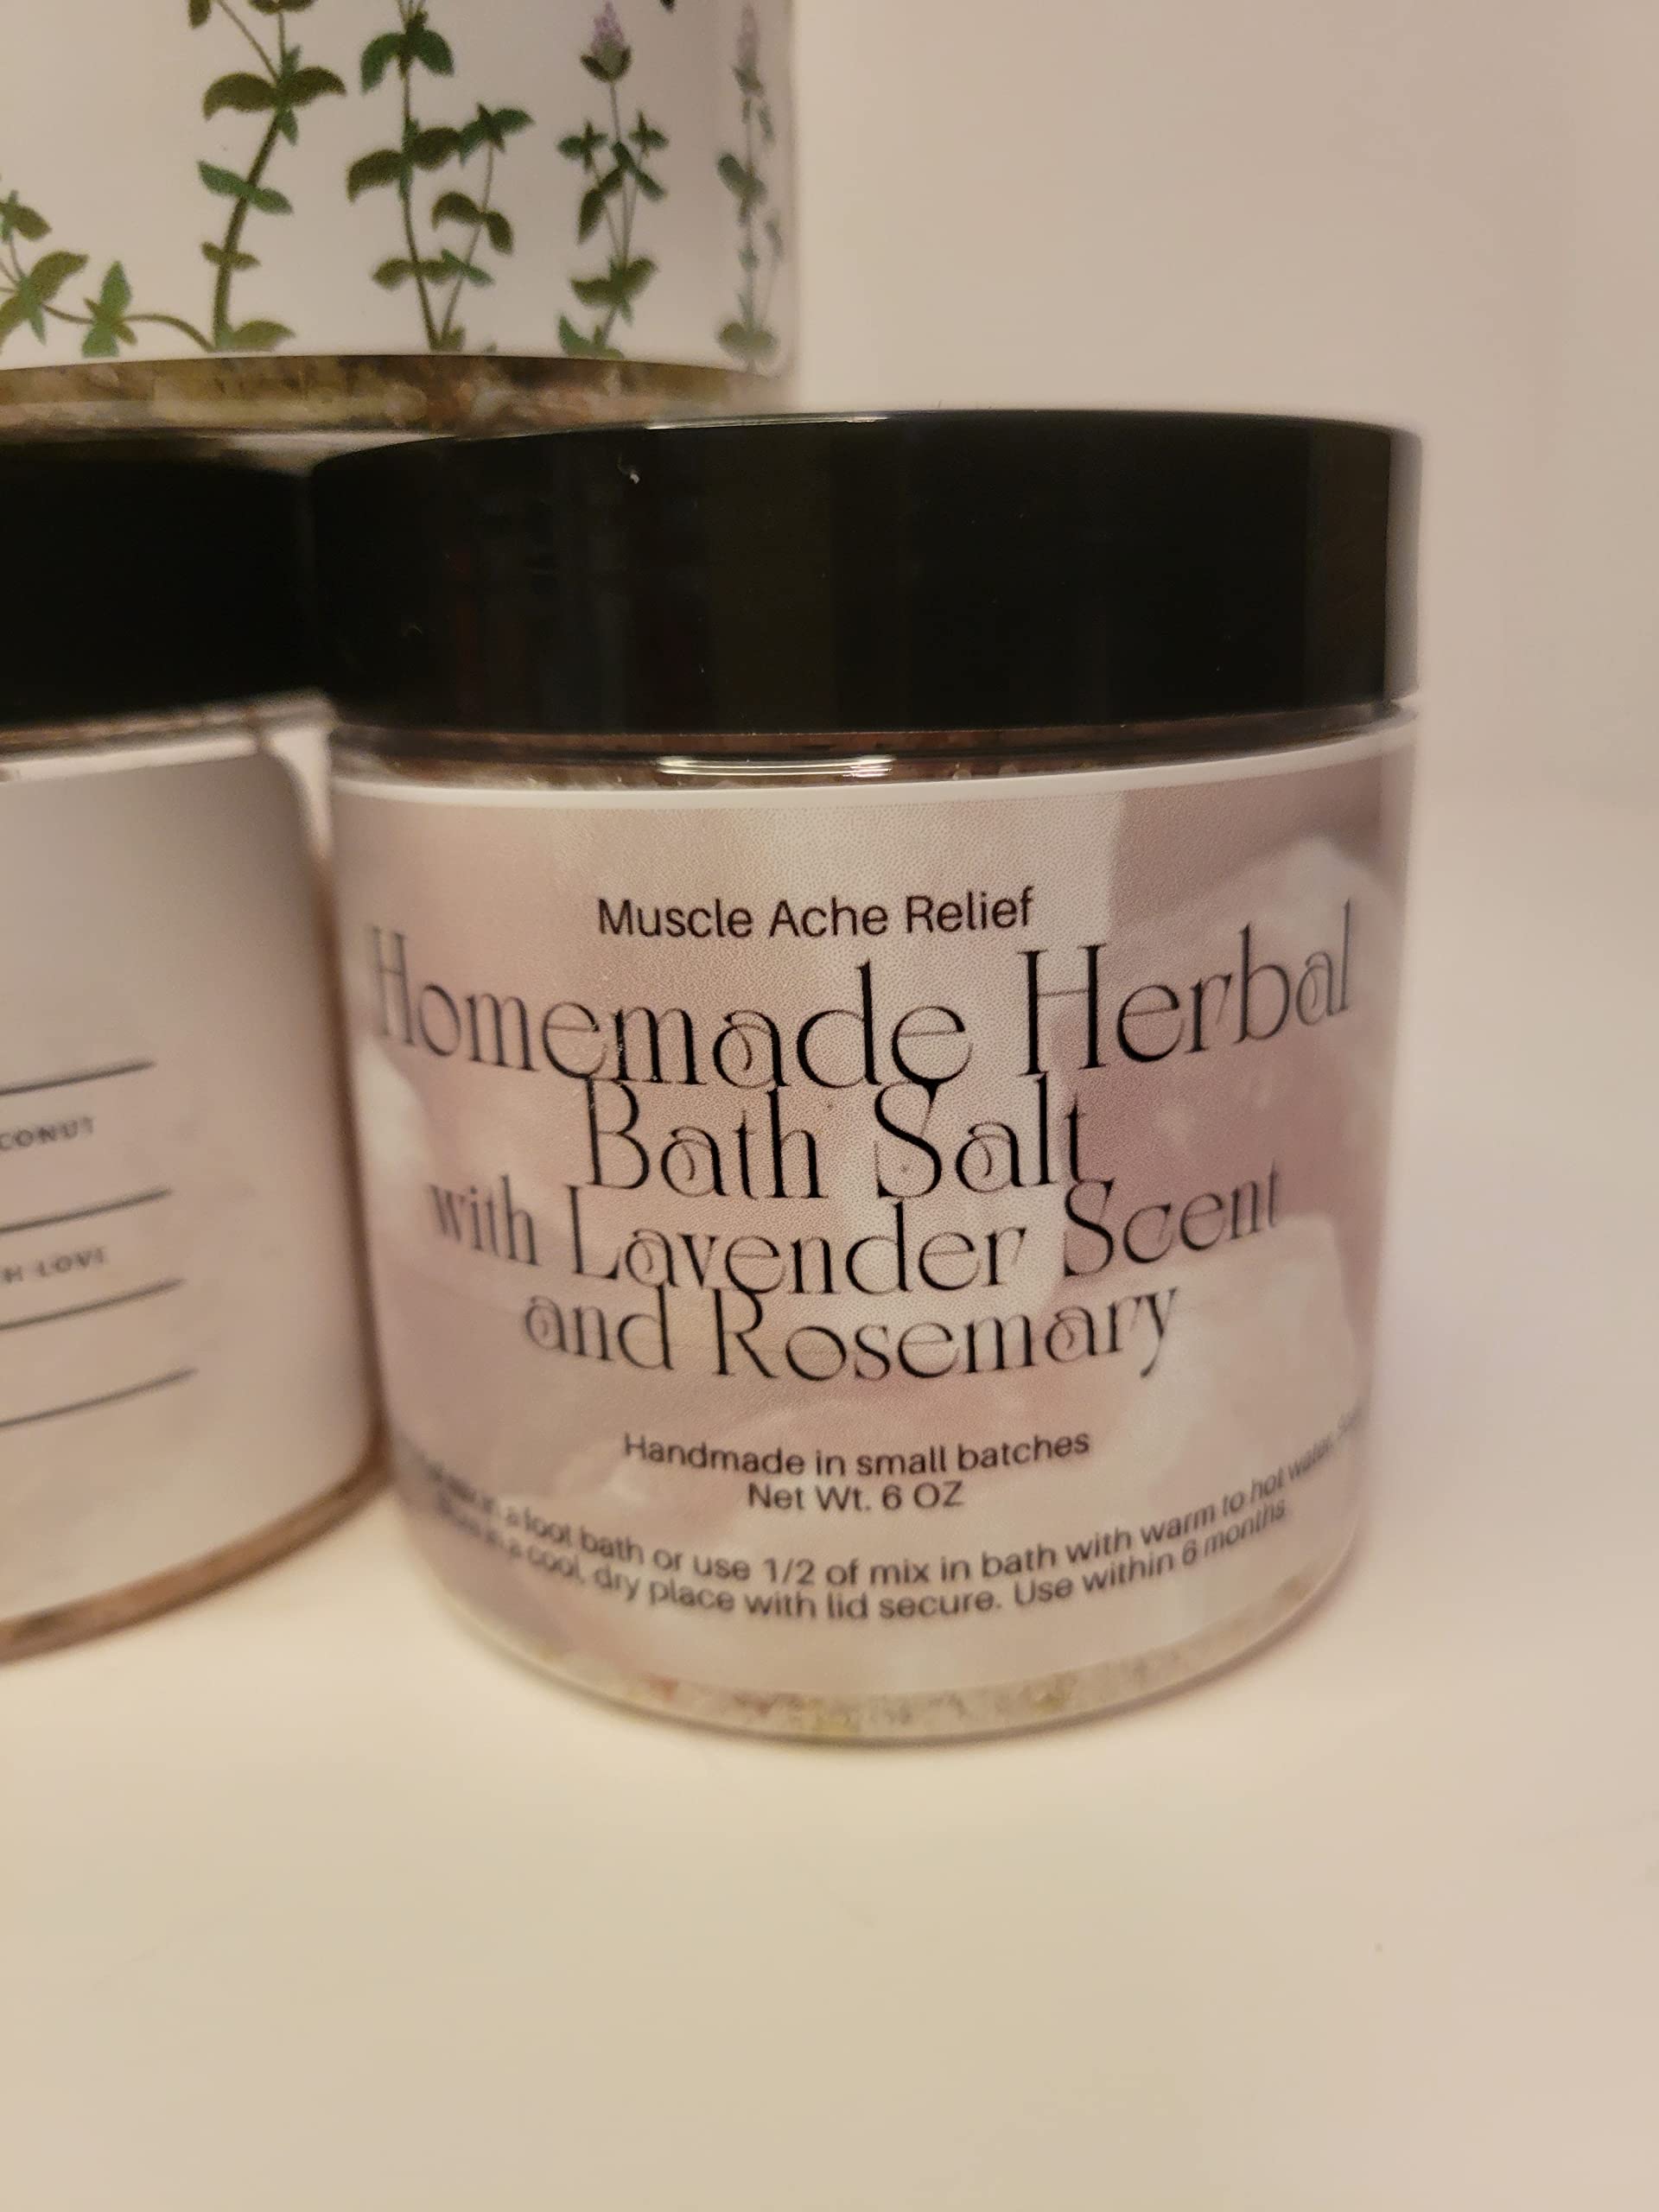 Muscle Ache Relief
Homemade Herbal
Bath Salt
with Lavender Scent
and Rosemary
Handmade in small batches
Net Wt. 6 OZ
in a foot bath or use 1/2 of mix in bath with warm to hot water.
in a cool, dry place with lid secure. Use within 6 months.
CONUT
H LOVE